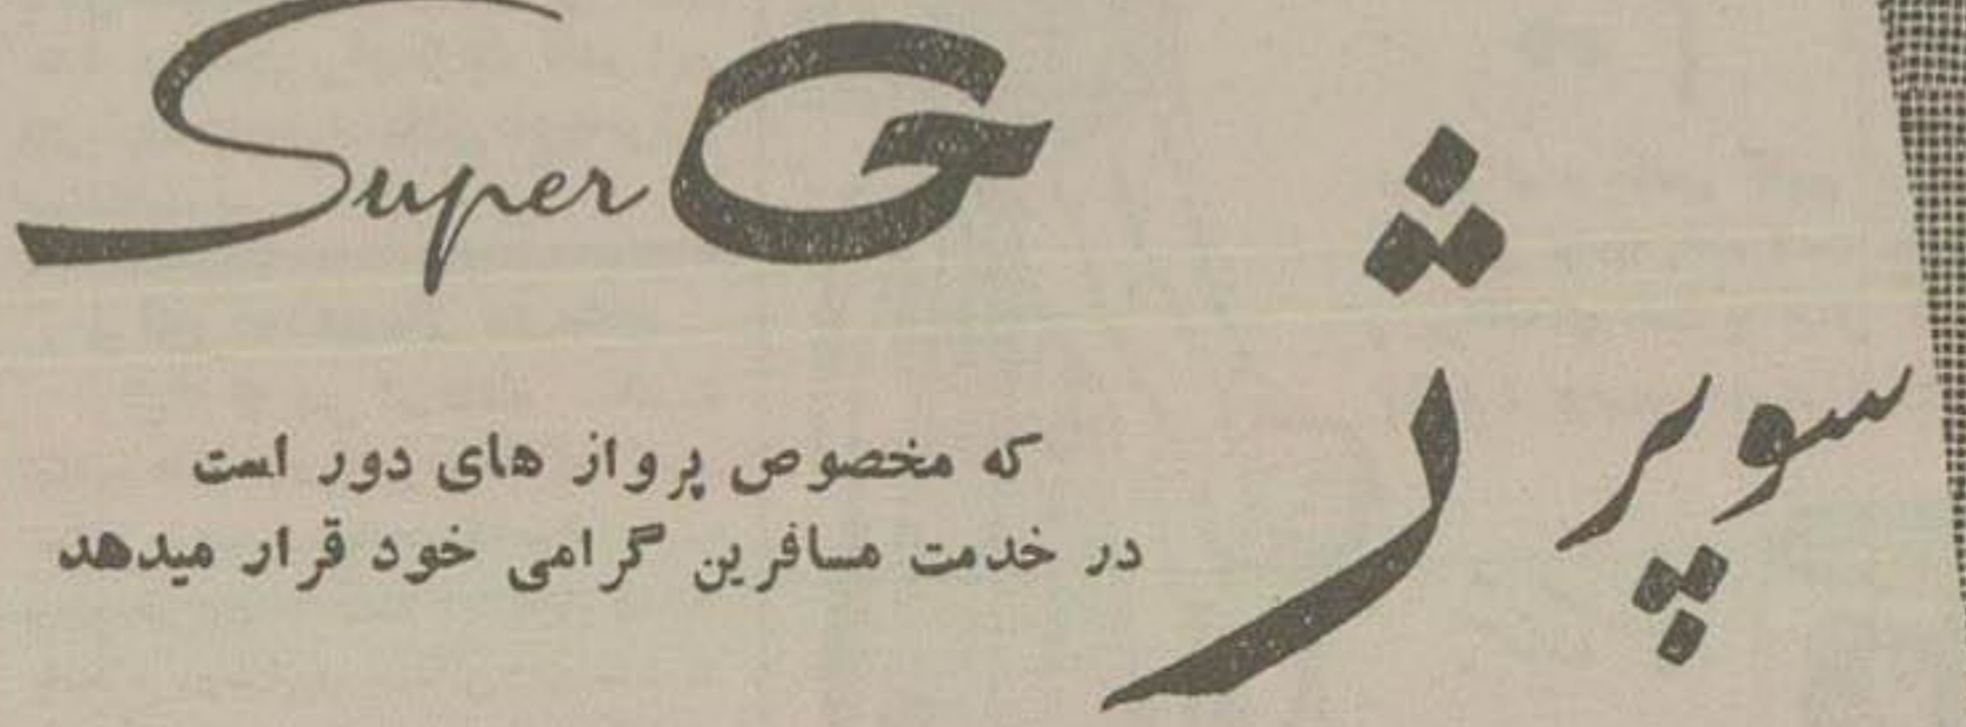 Super G
سوپر ژ
که مخصوص پرواز های دور است
در خدمت مسافرین گرامی خود قرار میدهد